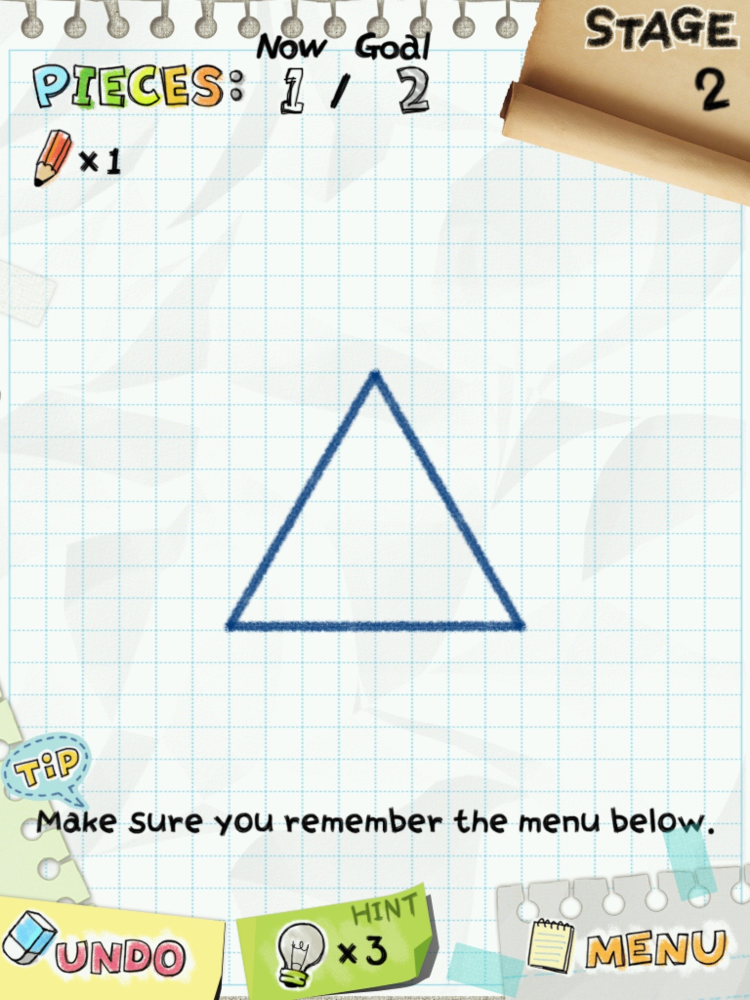 STAGE
2
Now Goal
PIECES: 1 / 2
x 1
TiP
Make sure you remember the menu below.
UNDO
HINT
x 3
MENU